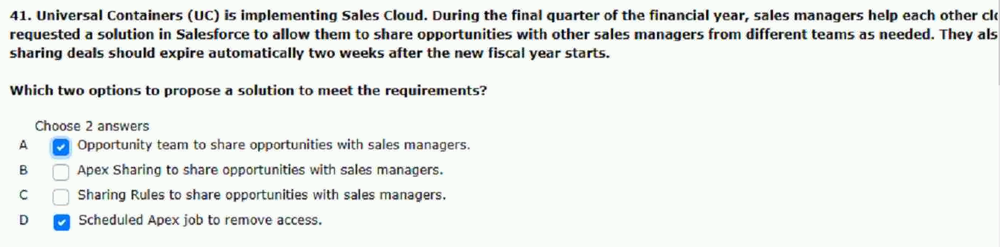 41. Universal Containers (UC) is implementing Sales Cloud. During the final quarter of the financial year, sales managers help each other
requested a solution in Salesforce to allow them to share opportunities with other sales managers from different teams as needed. They
sharing deals should expire automatically two weeks after the new fiscal year starts.
Which two options to propose a solution to meet the requirements?
Choose 2 answers
A Opportunity team to share opportunities with sales managers.
B Apex Sharing to share opportunities with sales managers.
C Sharing Rules to share opportunities with sales managers.
D Scheduled Apex job to remove access.